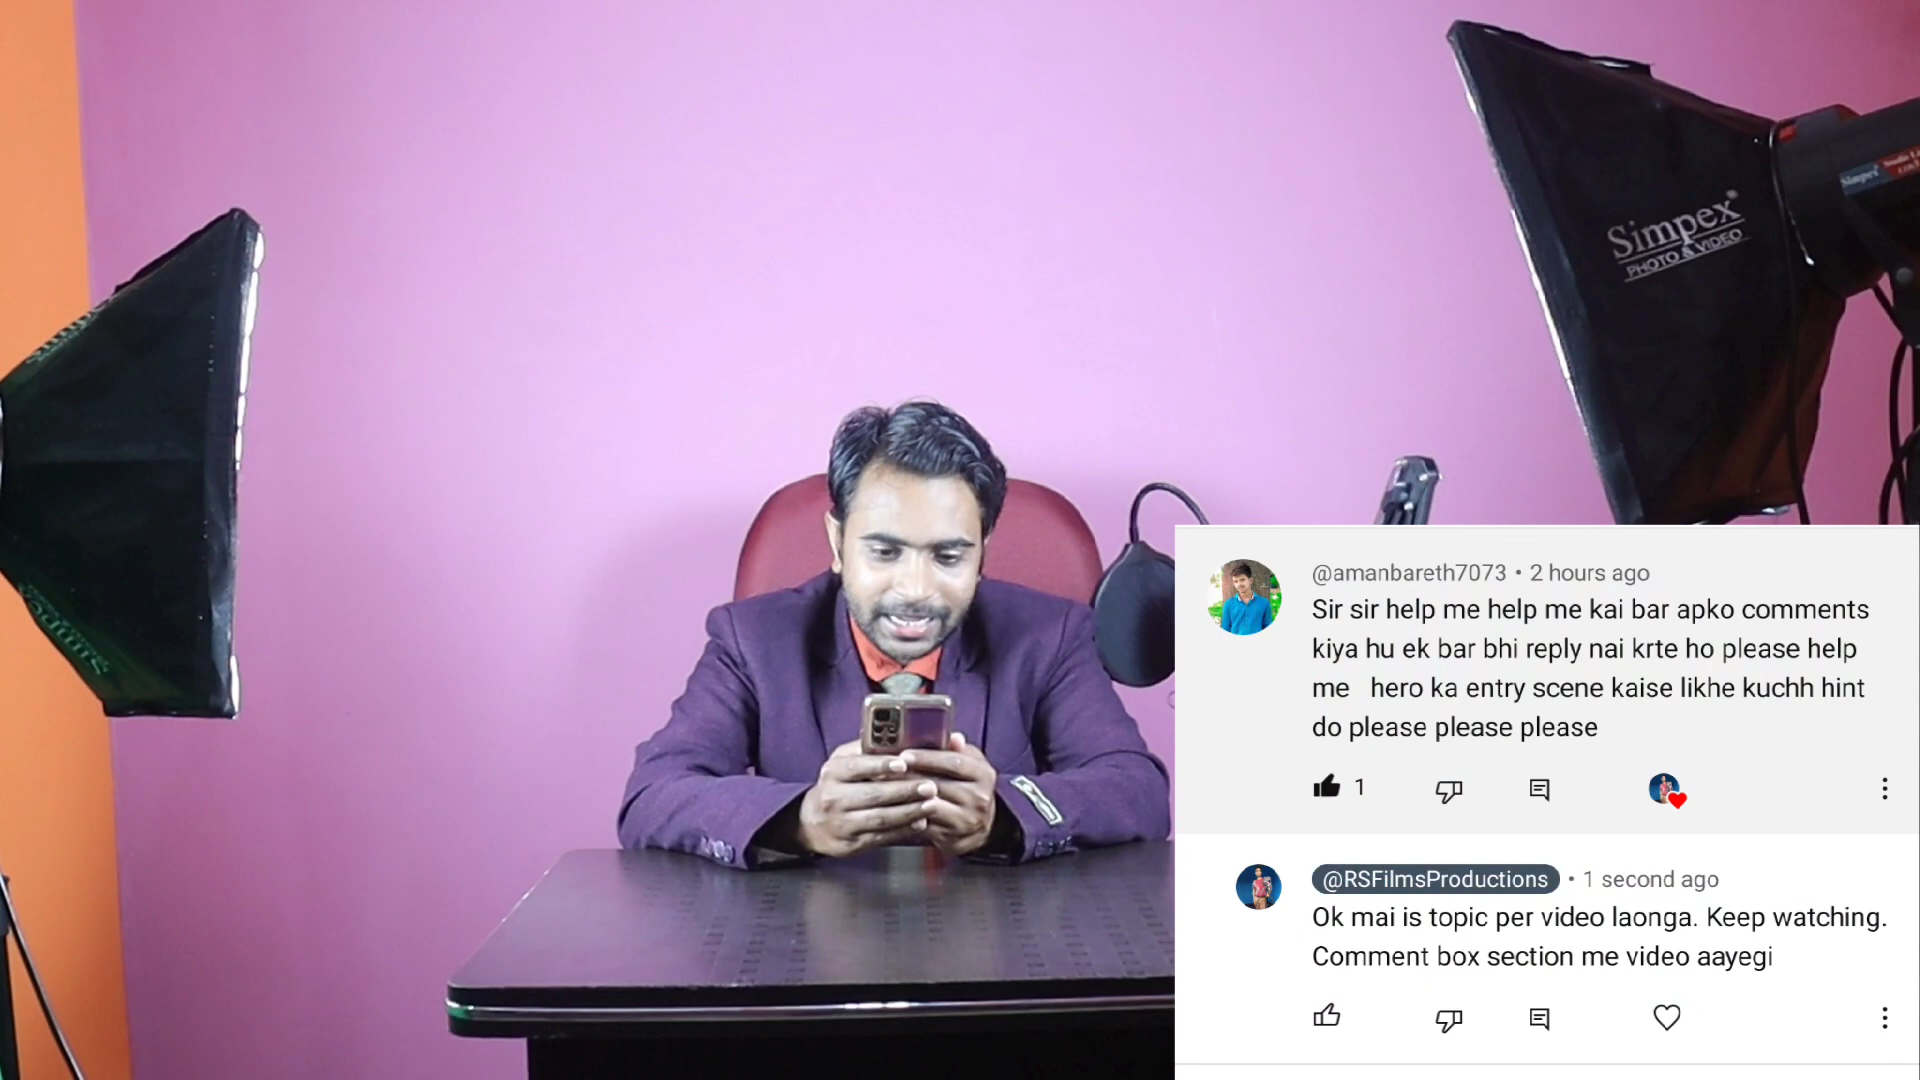 Simpex
PHOTO & VIDEO
Simpex
@amanbareth7073 • 2 hours ago
Sir sir help me help me kai bar apko comments
kiya hu ek bar bhi reply nai krte ho please help
me hero ka entry scene kaise likhe kuchh hint
do please please please
1
@RSFilmsProductions • 1 second ago
Ok mai is topic per video laonga. Keep watching.
Comment box section me video aayegi